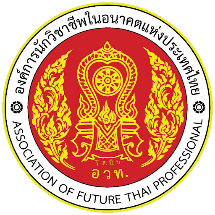 องค์การนักวิชาชีพในอนาคตแห่งประเทศไทย
อวท.
ASSOCIATION OF FUTURE THAI PROFESSIONAL